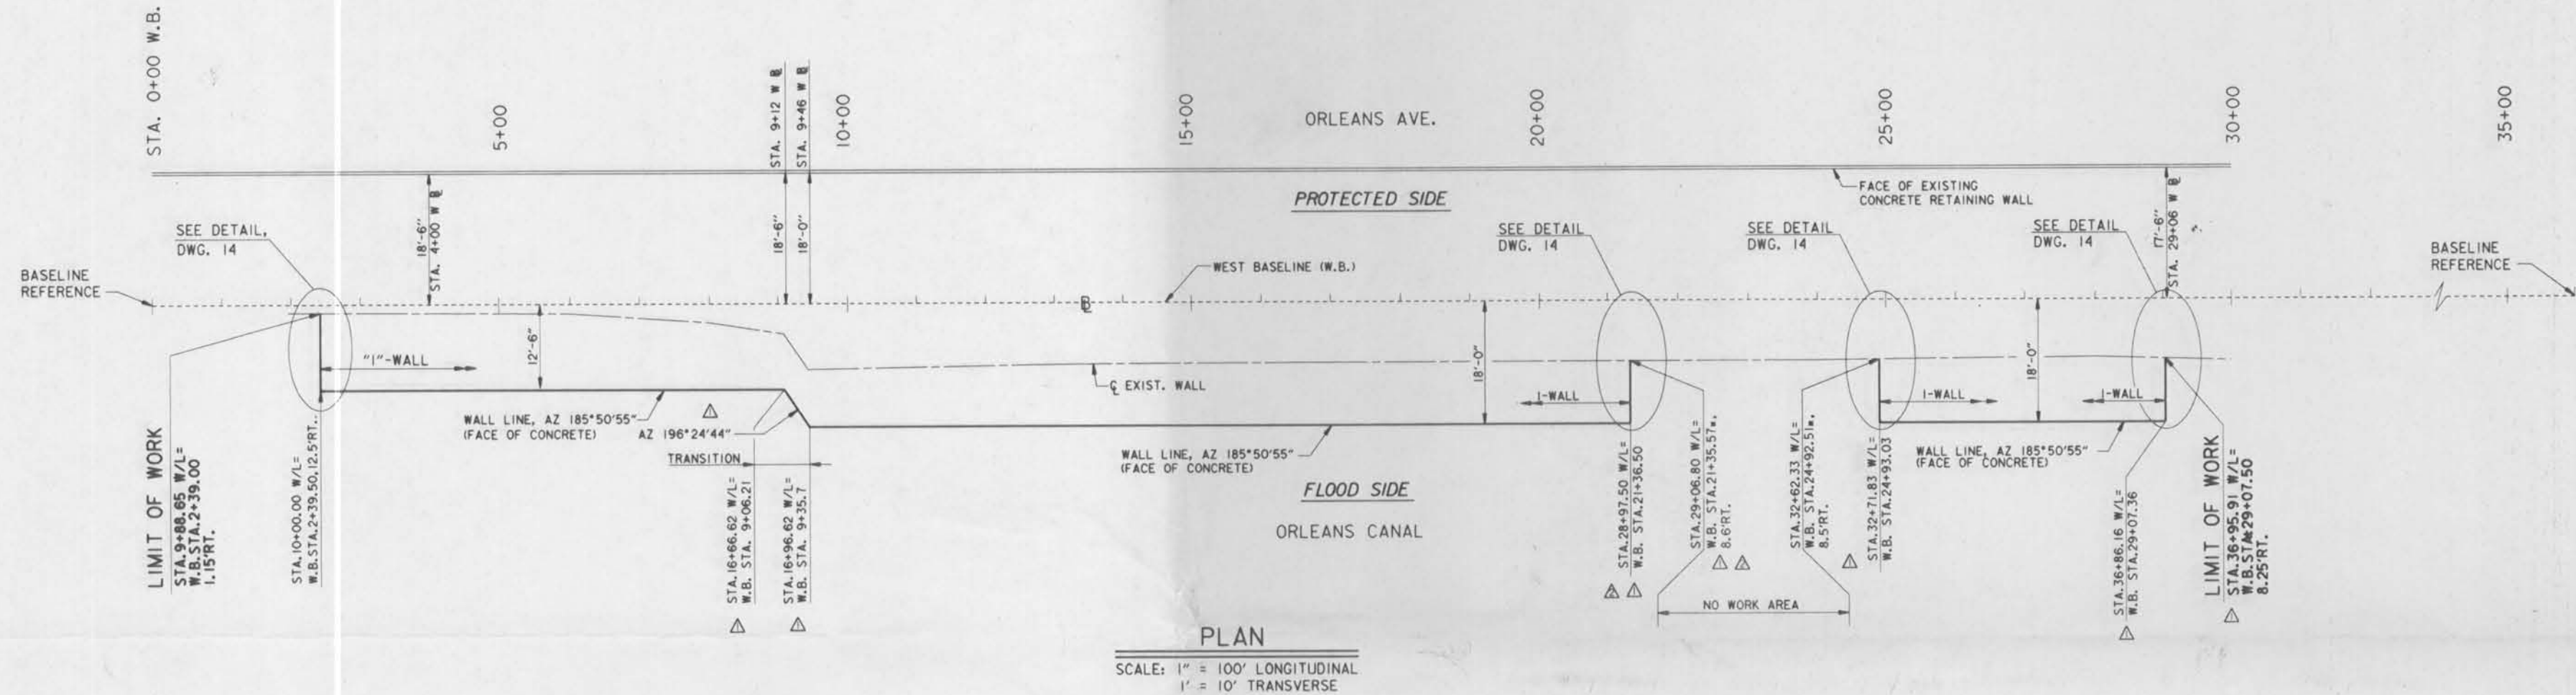 STA. 0+00 W.B.
5+00
STA. 9+12 W ℄
STA. 9+46 W ℄
10+00
15+00
ORLEANS AVE.
20+00
25+00
30+00
35+00
PROTECTED SIDE
FACE OF EXISTING
CONCRETE RETAINING WALL
SEE DETAIL,
DWG. 14
18'-6"
STA. 4+00 W ℄
18'-6"
18'-0"
SEE DETAIL
DWG. 14
SEE DETAIL
DWG. 14
SEE DETAIL
DWG. 14
17'-6"
STA. 29+06 W ℄
BASELINE
REFERENCE
WEST BASELINE (W.B.)
BASELINE
REFERENCE
"I"-WALL
12'-6"
℄ EXIST. WALL
18'-0"
I-WALL
I-WALL
18'-0"
I-WALL
WALL LINE, AZ 185°50'55"
(FACE OF CONCRETE)
AZ 196°24'44"
TRANSITION
WALL LINE, AZ 185°50'55"
(FACE OF CONCRETE)
WALL LINE, AZ 185°50'55"
(FACE OF CONCRETE)
LIMIT OF WORK
STA.9+88.65 W/L=
W.B.STA.2+39.00
1.15'RT.
STA.10+00.00 W/L=
W.B.STA.2+39.50,12.5'RT.
STA.16+66.62 W/L=
W.B. STA. 9+06.21
STA.16+96.62 W/L=
W.B. STA. 9+35.7
FLOOD SIDE
ORLEANS CANAL
STA.28+97.50 W/L=
W.B. STA.21+36.50
STA.29+06.80 W/L=
W.B. STA.21+35.57
8.6'RT.
STA.32+62.33 W/L=
W.B. STA.24+92.51
8.5'RT.
STA.32+71.83 W/L=
W.B. STA.24+93.03
NO WORK AREA
STA.36+86.16 W/L=
W.B. STA.29+07.36
LIMIT OF WORK
STA.36+95.91 W/L=
W.B.STA.29+07.50
8.25'RT.
PLAN
SCALE: 1" = 100' LONGITUDINAL
1' = 10' TRANSVERSE